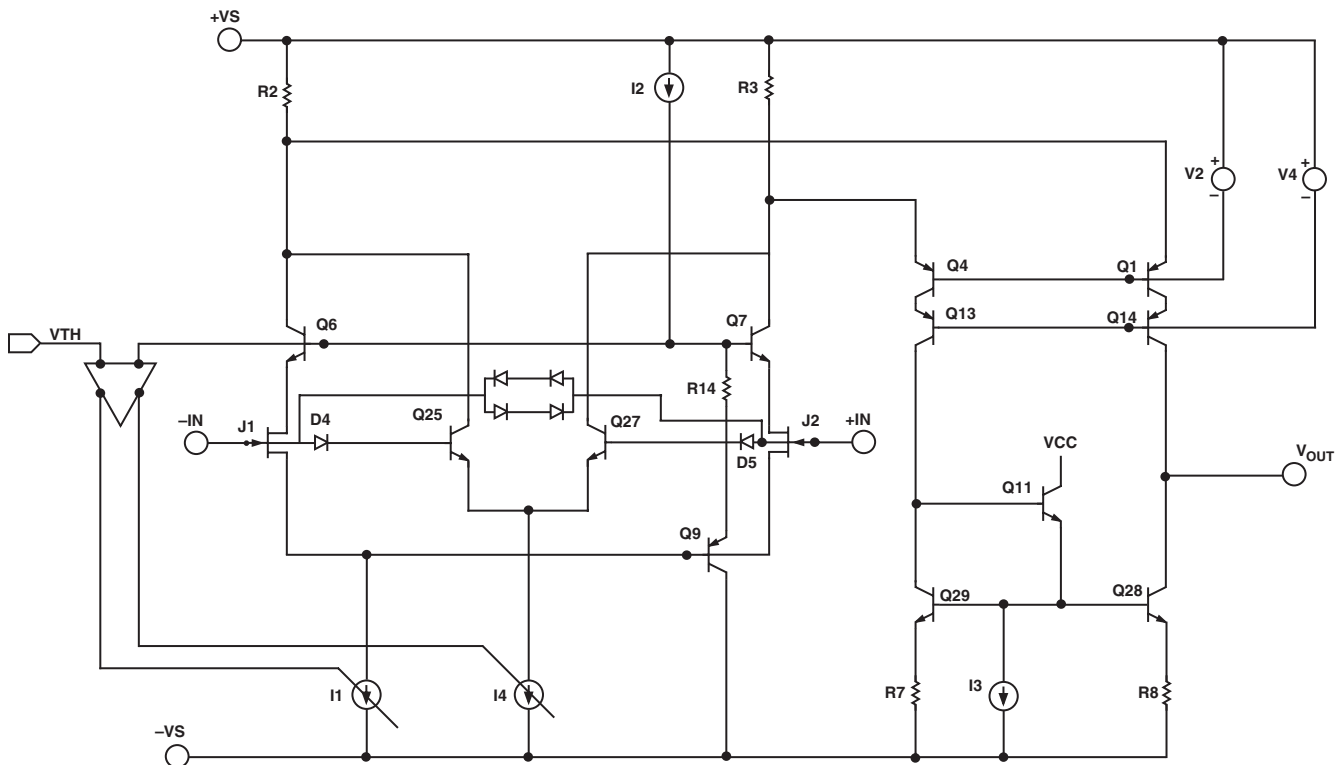 +VS
R2
I2
R3
V2
+
–
V4
+
–
Q4
Q1
Q6
Q7
Q13
Q14
VTH
R14
–IN
J1
D4
Q25
Q27
D5
J2
+IN
VCC
VOUT
Q11
Q9
Q29
Q28
I1
I4
R7
I3
R8
–VS